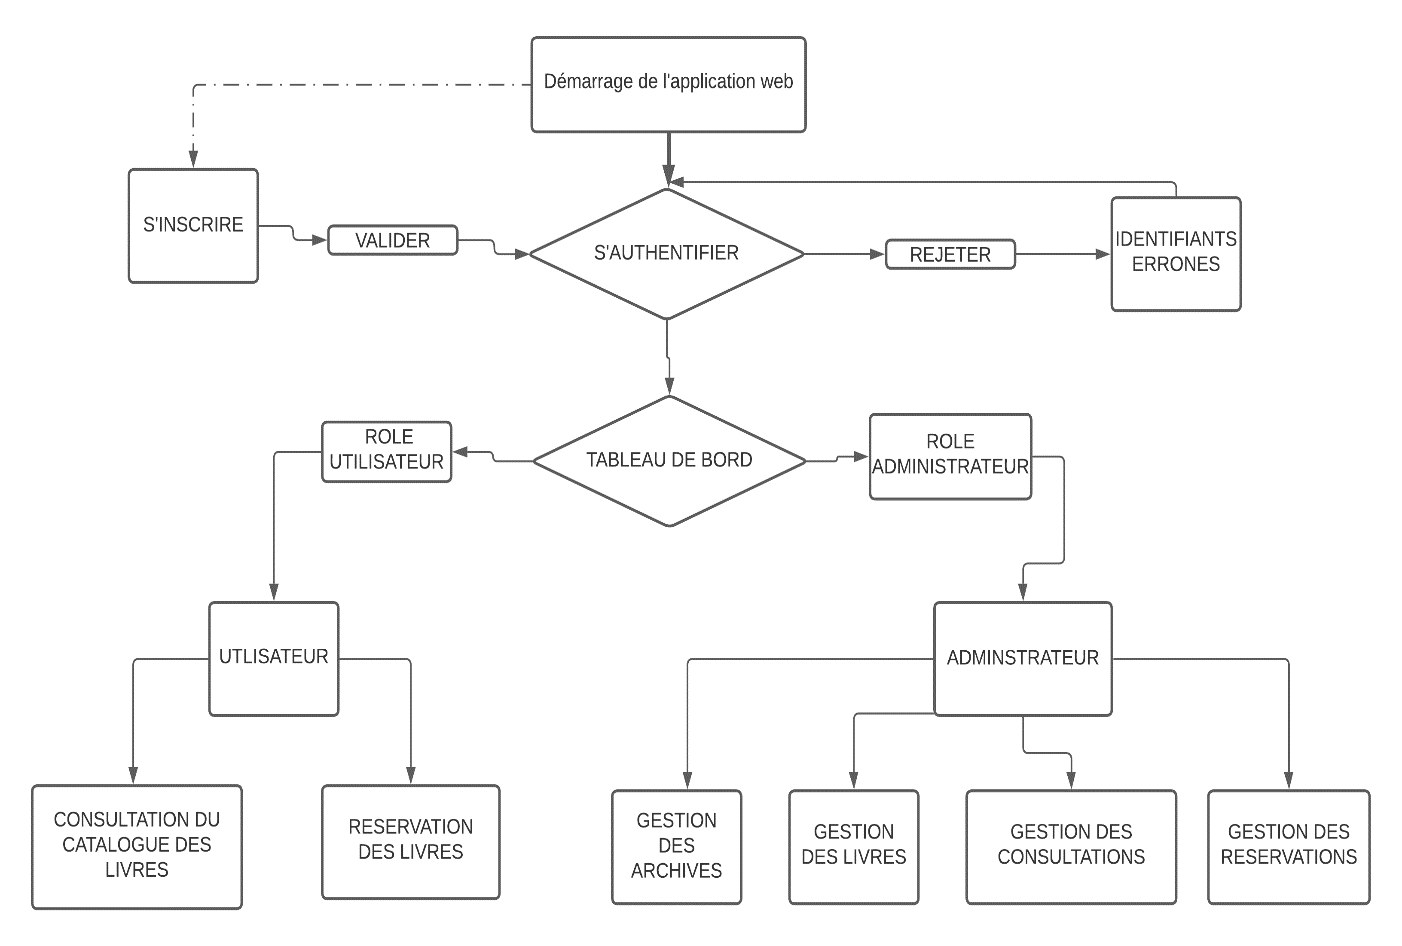 Démarrage de l'application web
S'INSCRIRE
VALIDER
S'AUTHENTIFIER
REJETER
IDENTIFIANTS
ERRONES
ROLE
UTILISATEUR
TABLEAU DE BORD
ROLE
ADMINISTRATEUR
UTLISATEUR
ADMINSTRATEUR
CONSULTATION DU
CATALOGUE DES
LIVRES
RESERVATION
DES LIVRES
GESTION
DES
ARCHIVES
GESTION
DES LIVRES
GESTION DES
CONSULTATIONS
GESTION DES
RESERVATIONS